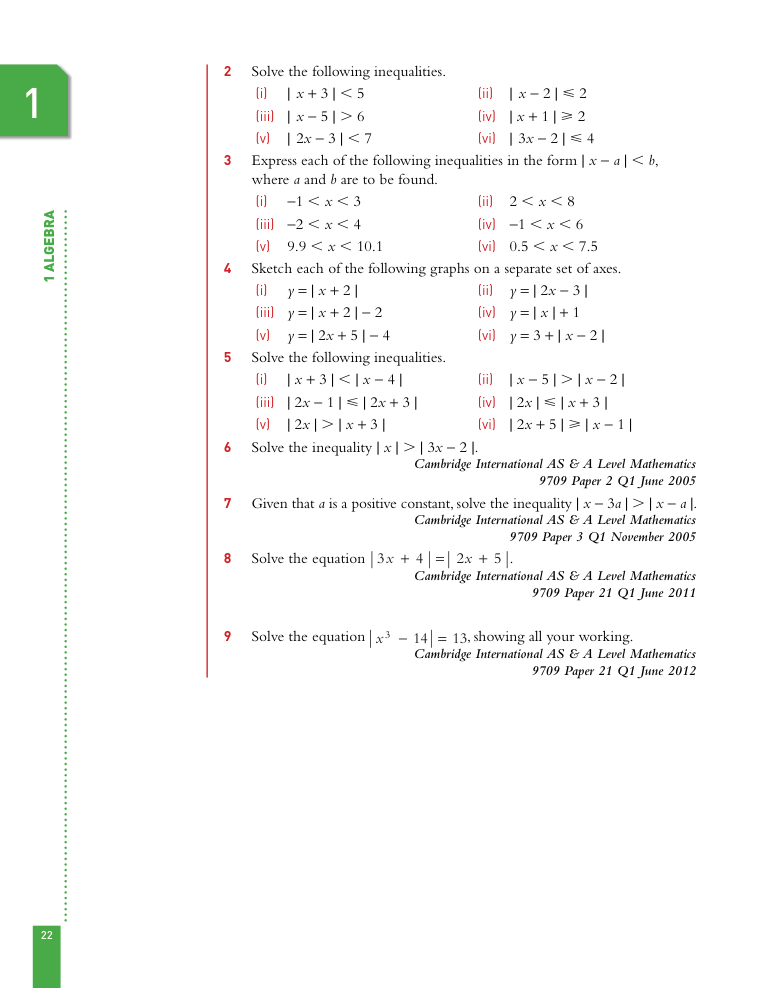 1
1 ALGEBRA
2 Solve the following inequalities.
(i) | x + 3 | < 5 (ii) | x − 2 | ⩽ 2
(iii) | x − 5 | > 6 (iv) | x + 1 | ⩾ 2
(v) | 2x − 3 | < 7 (vi) | 3x − 2 | ⩽ 4
3 Express each of the following inequalities in the form | x − a | < b,
where a and b are to be found.
(i) −1 < x < 3 (ii) 2 < x < 8
(iii) −2 < x < 4 (iv) −1 < x < 6
(v) 9.9 < x < 10.1 (vi) 0.5 < x < 7.5
4 Sketch each of the following graphs on a separate set of axes.
(i) y = | x + 2 | (ii) y = | 2x − 3 |
(iii) y = | x + 2 | − 2 (iv) y = | x | + 1
(v) y = | 2x + 5 | − 4 (vi) y = 3 + | x − 2 |
5 Solve the following inequalities.
(i) | x + 3 | < | x − 4 | (ii) | x − 5 | > | x − 2 |
(iii) | 2x − 1 | ⩽ | 2x + 3 | (iv) | 2x | ⩽ | x + 3 |
(v) | 2x | > | x + 3 | (vi) | 2x + 5 | ⩾ | x − 1 |
6 Solve the inequality | x | > | 3x − 2 |.
Cambridge International AS & A Level Mathematics
9709 Paper 2 Q1 June 2005
7 Given that a is a positive constant, solve the inequality | x − 3a | > | x − a |.
Cambridge International AS & A Level Mathematics
9709 Paper 3 Q1 November 2005
8 Solve the equation | 3x + 4 | = | 2x + 5 |.
Cambridge International AS & A Level Mathematics
9709 Paper 21 Q1 June 2011
9 Solve the equation | x³ − 14 | = 13, showing all your working.
Cambridge International AS & A Level Mathematics
9709 Paper 21 Q1 June 2012
22